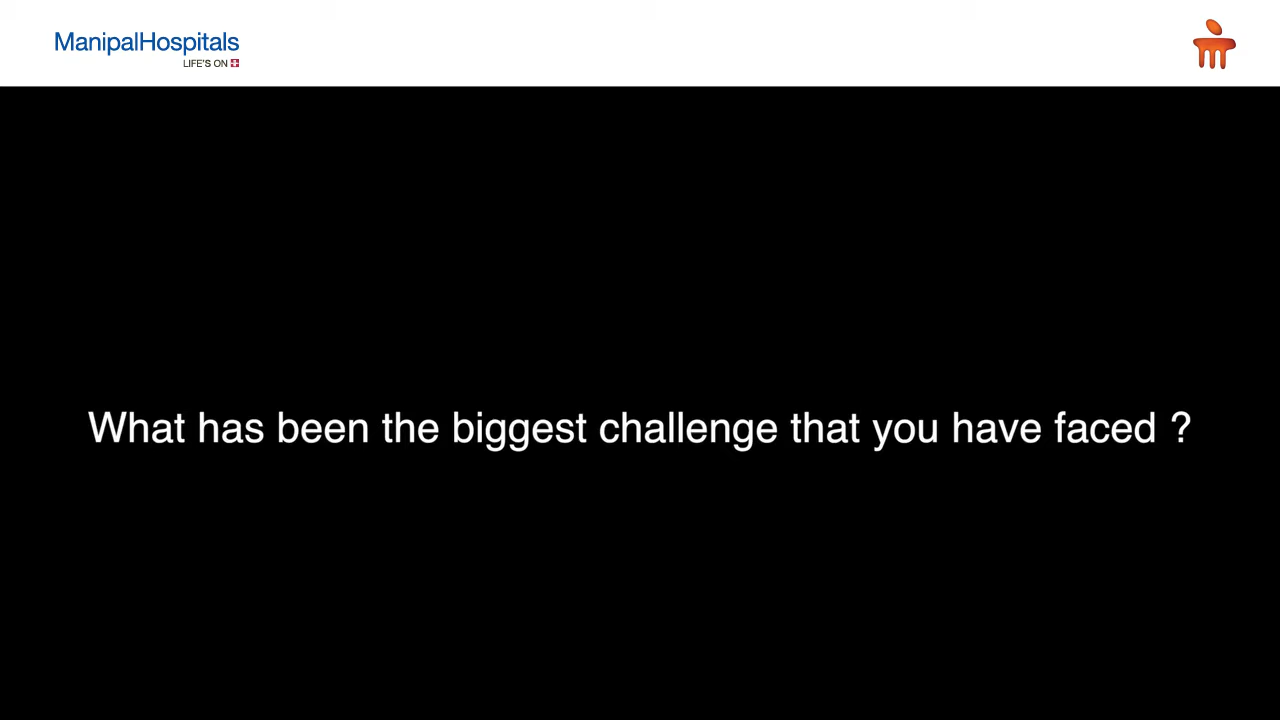 ManipalHospitals
LIFE'S ON
What has been the biggest challenge that you have faced ?